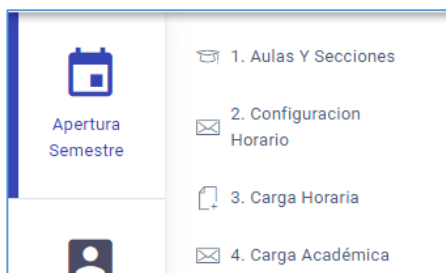 Apertura
Semestre
1. Aulas Y Secciones
2. Configuracion
Horario
3. Carga Horaria
4. Carga Académica